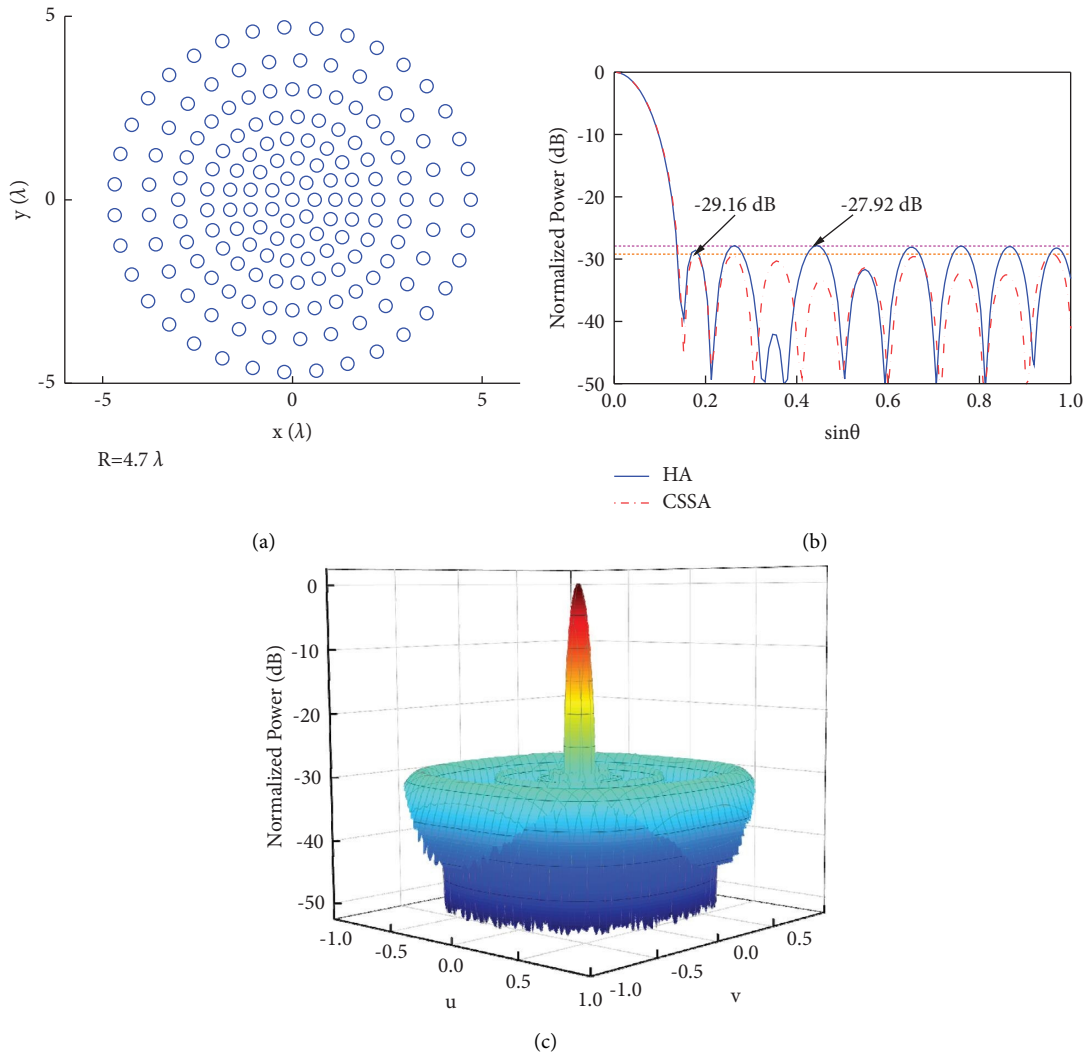 5
0
-5
y (λ)
-5
0
5
x (λ)
R=4.7 λ
(a)
0
-10
-20
-30
-40
-50
Normalized Power (dB)
-29.16 dB
-27.92 dB
0.0
0.2
0.4
0.6
0.8
1.0
sinθ
HA
CSSA
(b)
0
-10
-20
-30
-40
-50
Normalized Power (dB)
-1.0
-0.5
0.0
0.5
1.0
u
-1.0
-0.5
0.0
0.5
v
(c)